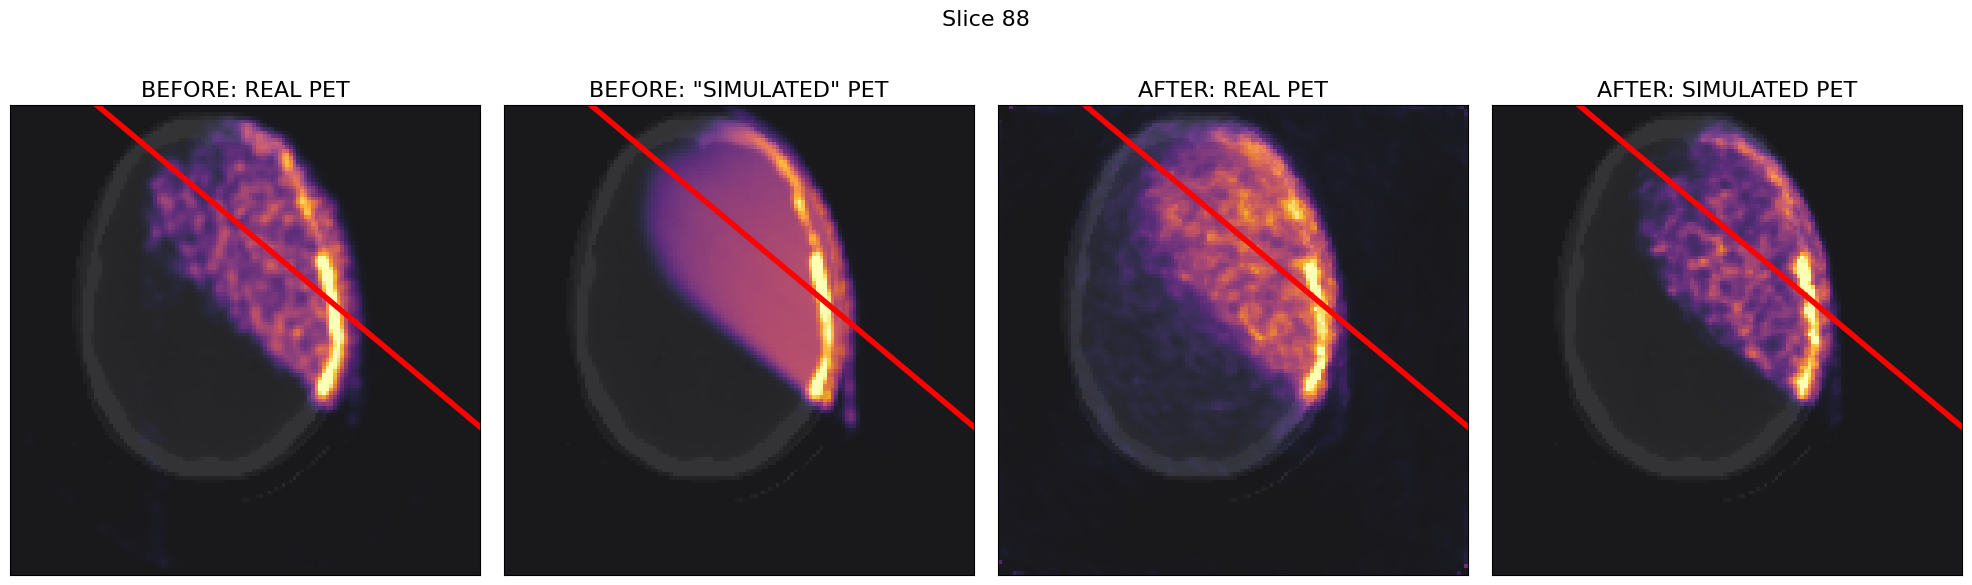 Slice 88
BEFORE: REAL PET
BEFORE: "SIMULATED" PET
AFTER: REAL PET
AFTER: SIMULATED PET